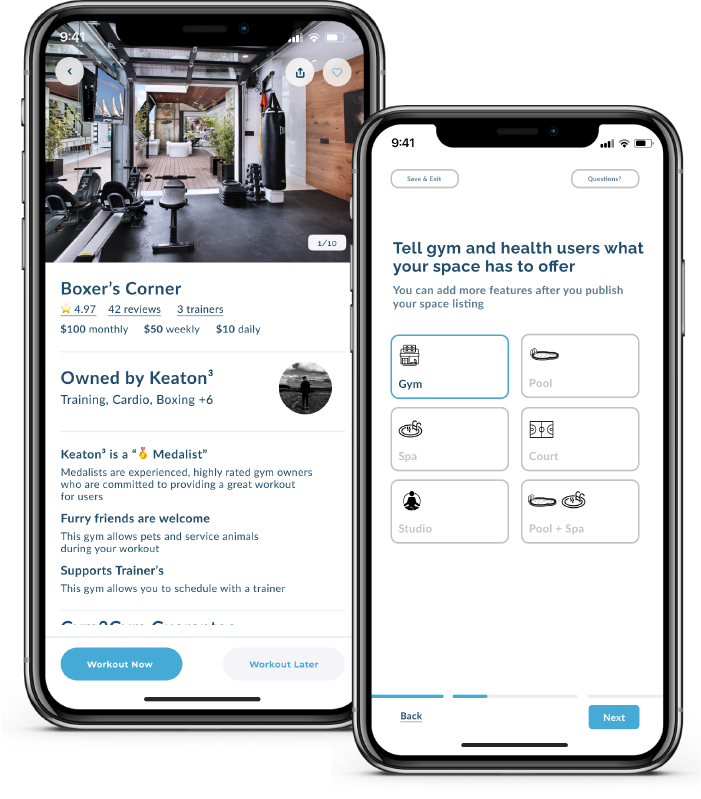 9:41
1/10
Boxer's Corner
4.97 42 reviews 3 trainers
$100 monthly $50 weekly $10 daily
Owned by Keaton³
Training, Cardio, Boxing +6
Keaton³ is a "🏅 Medalist"
Medalists are experienced, highly rated gym owners
who are committed to providing a great workout
for users
Furry friends are welcome
This gym allows pets and service animals
during your workout
Supports Trainer's
This gym allows you to schedule with a trainer
Workout Now
Workout Later
9:41
Save & Exit
Questions?
Tell gym and health users what
your space has to offer
You can add more features after you publish
your space listing
Gym
Pool
Spa
Court
Studio
Pool + Spa
Back
Next